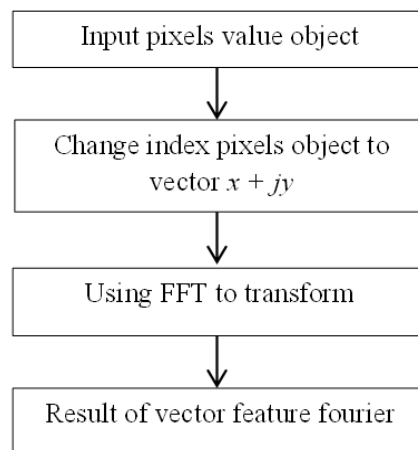 Input pixels value object
Change index pixels object to
vector x + jy
Using FFT to transform
Result of vector feature fourier